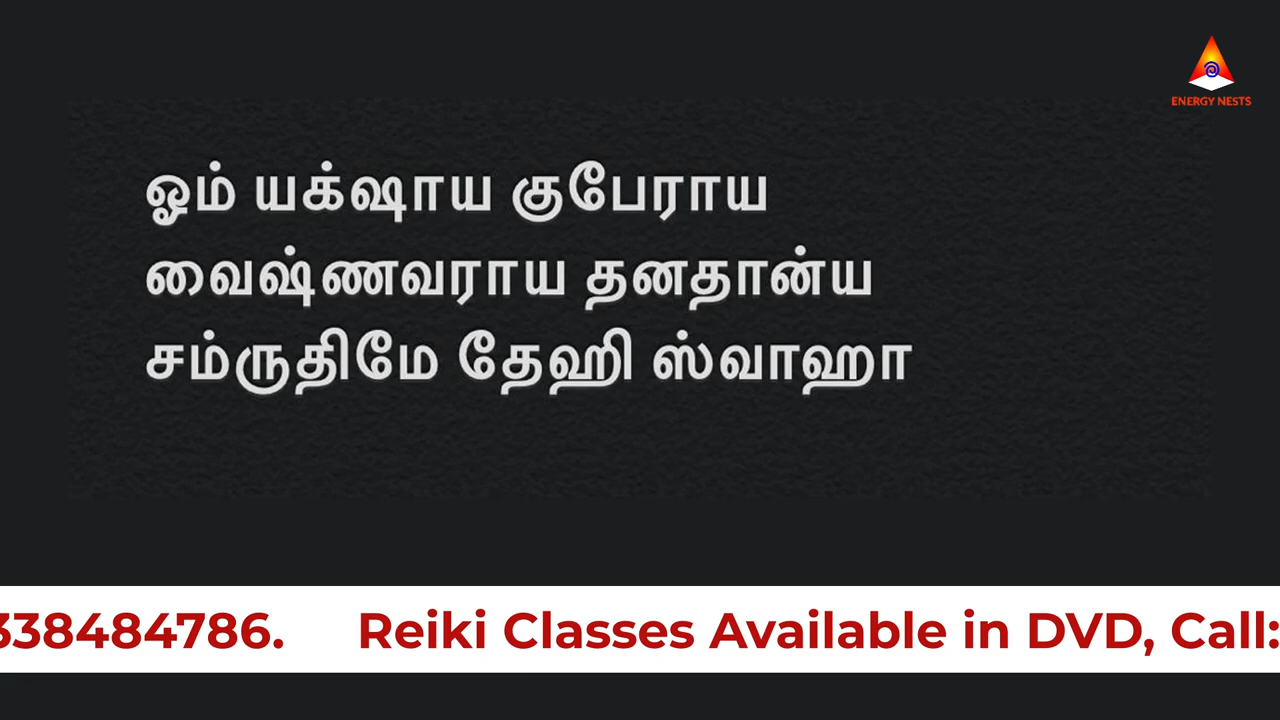 ENERGY NESTS
ஓம் யக்ஷாய குபேராய
வைஷ்ணவராய தனதான்ய
சம்ருதிமே தேஹி ஸ்வாஹா
338484786. Reiki Classes Available in DVD, Call: